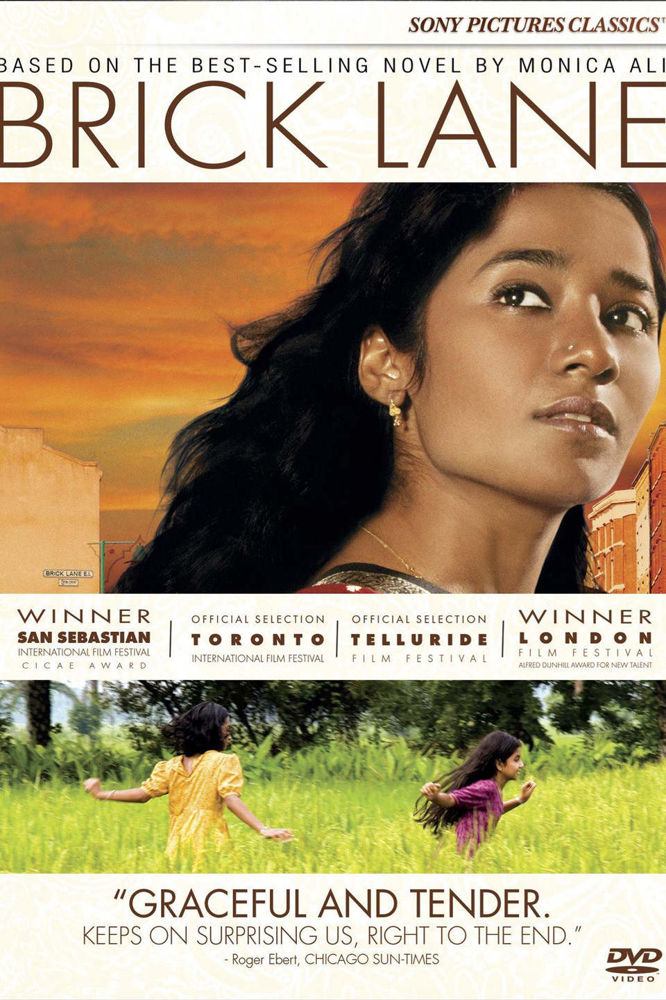 SONY PICTURES CLASSICS™
BASED ON THE BEST-SELLING NOVEL BY MONICA ALI
BRICK LANE
BRICK LANE E.1.
WINNER
SAN SEBASTIAN
INTERNATIONAL FILM FESTIVAL
CICAE AWARD
OFFICIAL SELECTION
TORONTO
INTERNATIONAL FILM FESTIVAL
OFFICIAL SELECTION
TELLURIDE
FILM FESTIVAL
WINNER
LONDON
FILM FESTIVAL
ALFRED DUNHILL AWARD FOR NEW TALENT
“GRACEFUL AND TENDER.
KEEPS ON SURPRISING US, RIGHT TO THE END.”
- Roger Ebert, CHICAGO SUN-TIMES
DVD
VIDEO™